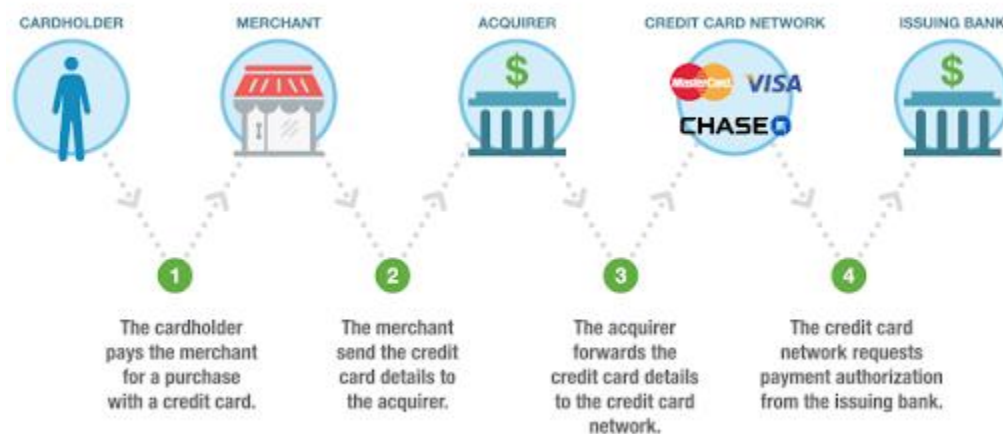 CARDHOLDER
MERCHANT
ACQUIRER
CREDIT CARD NETWORK
ISSUING BANK
$
MasterCard
VISA
CHASE
$
1
The cardholder
pays the merchant
for a purchase
with a credit card.
2
The merchant
send the credit
card details to
the acquirer.
3
The acquirer
forwards the
credit card details
to the credit card
network.
4
The credit card
network requests
payment authorization
from the issuing bank.